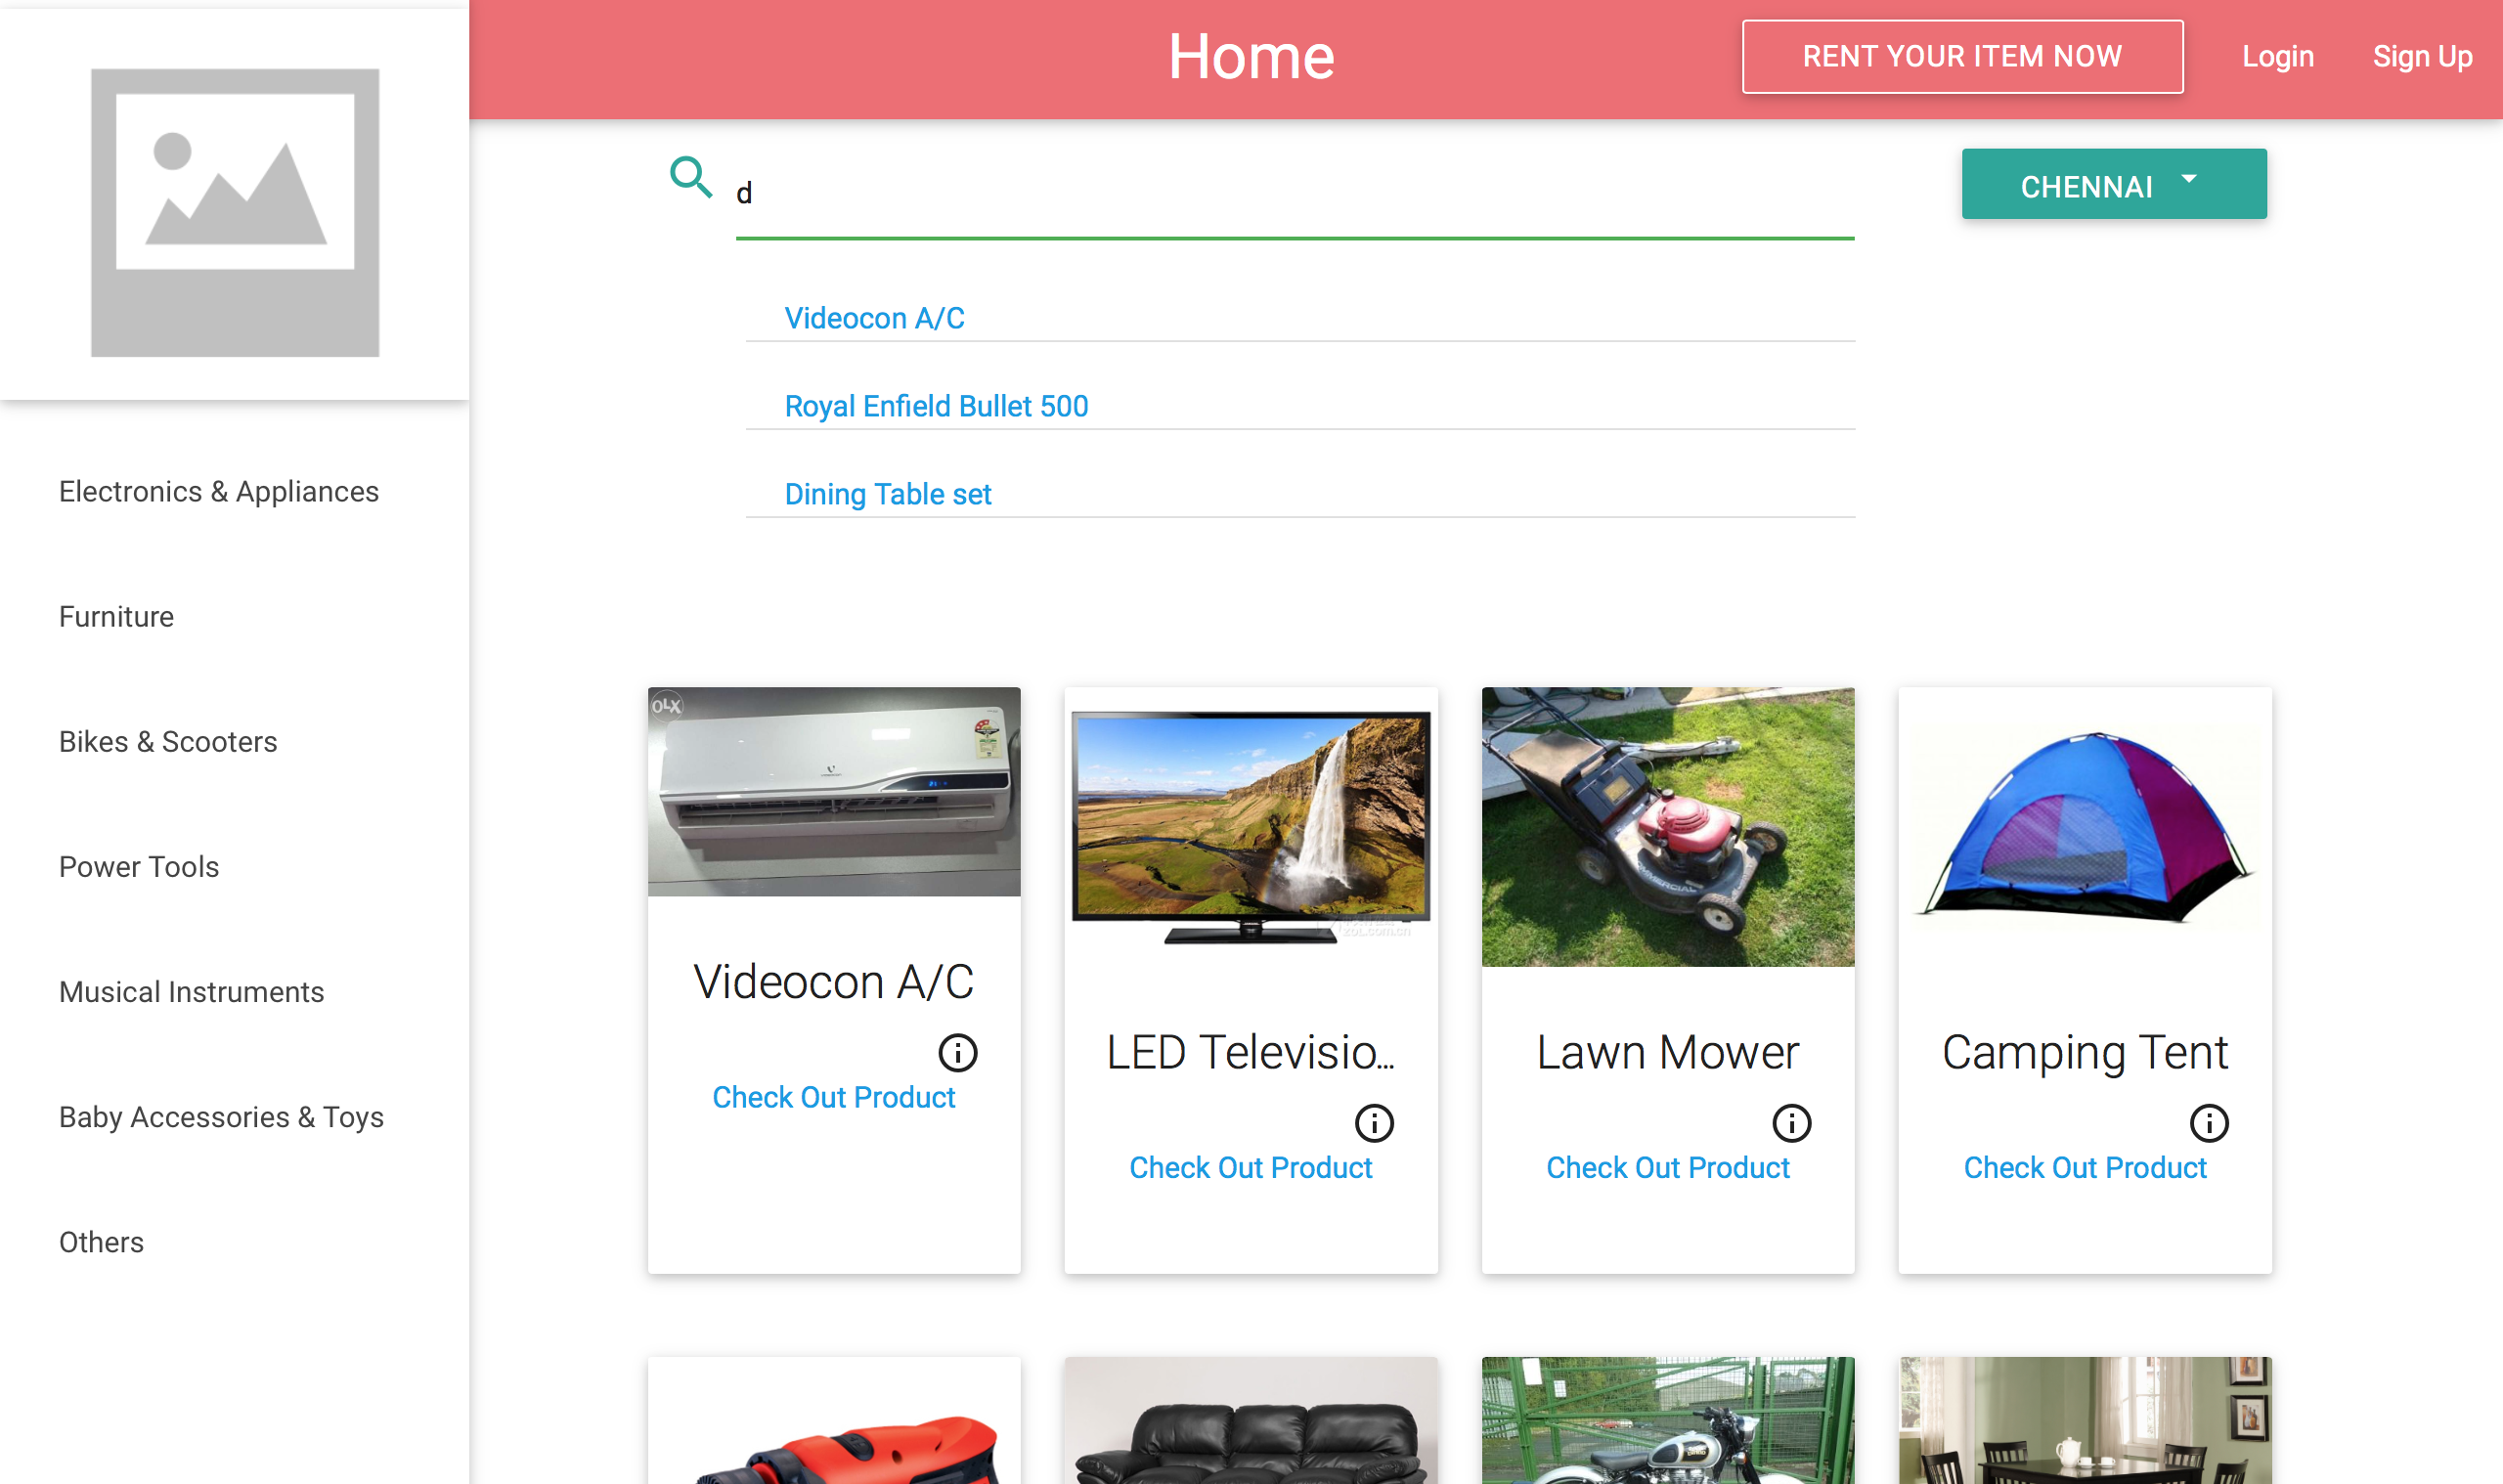 Home
RENT YOUR ITEM NOW
Login
Sign Up
d
CHENNAI
Videocon A/C
Royal Enfield Bullet 500
Dining Table set
Electronics & Appliances
Furniture
Bikes & Scooters
Power Tools
Musical Instruments
Baby Accessories & Toys
Others
OLX
Videocon A/C
Check Out Product
LED Televisio...
Check Out Product
COMMERCIAL
Lawn Mower
Check Out Product
Camping Tent
Check Out Product